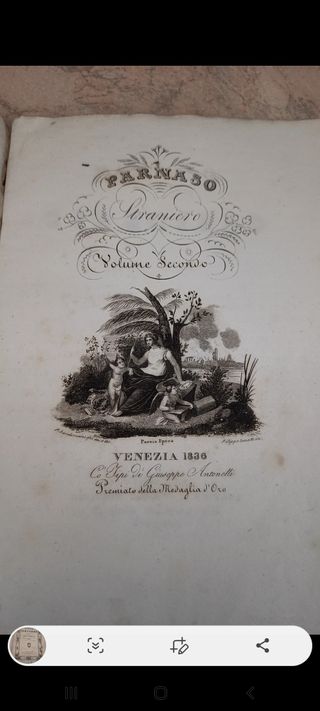 PARNASO
Straniero
Volume Secondo
Poesia Epica
VENEZIA 1836
Co' Tipi di Giuseppe Antonelli
Premiato della Medaglia d'Oro